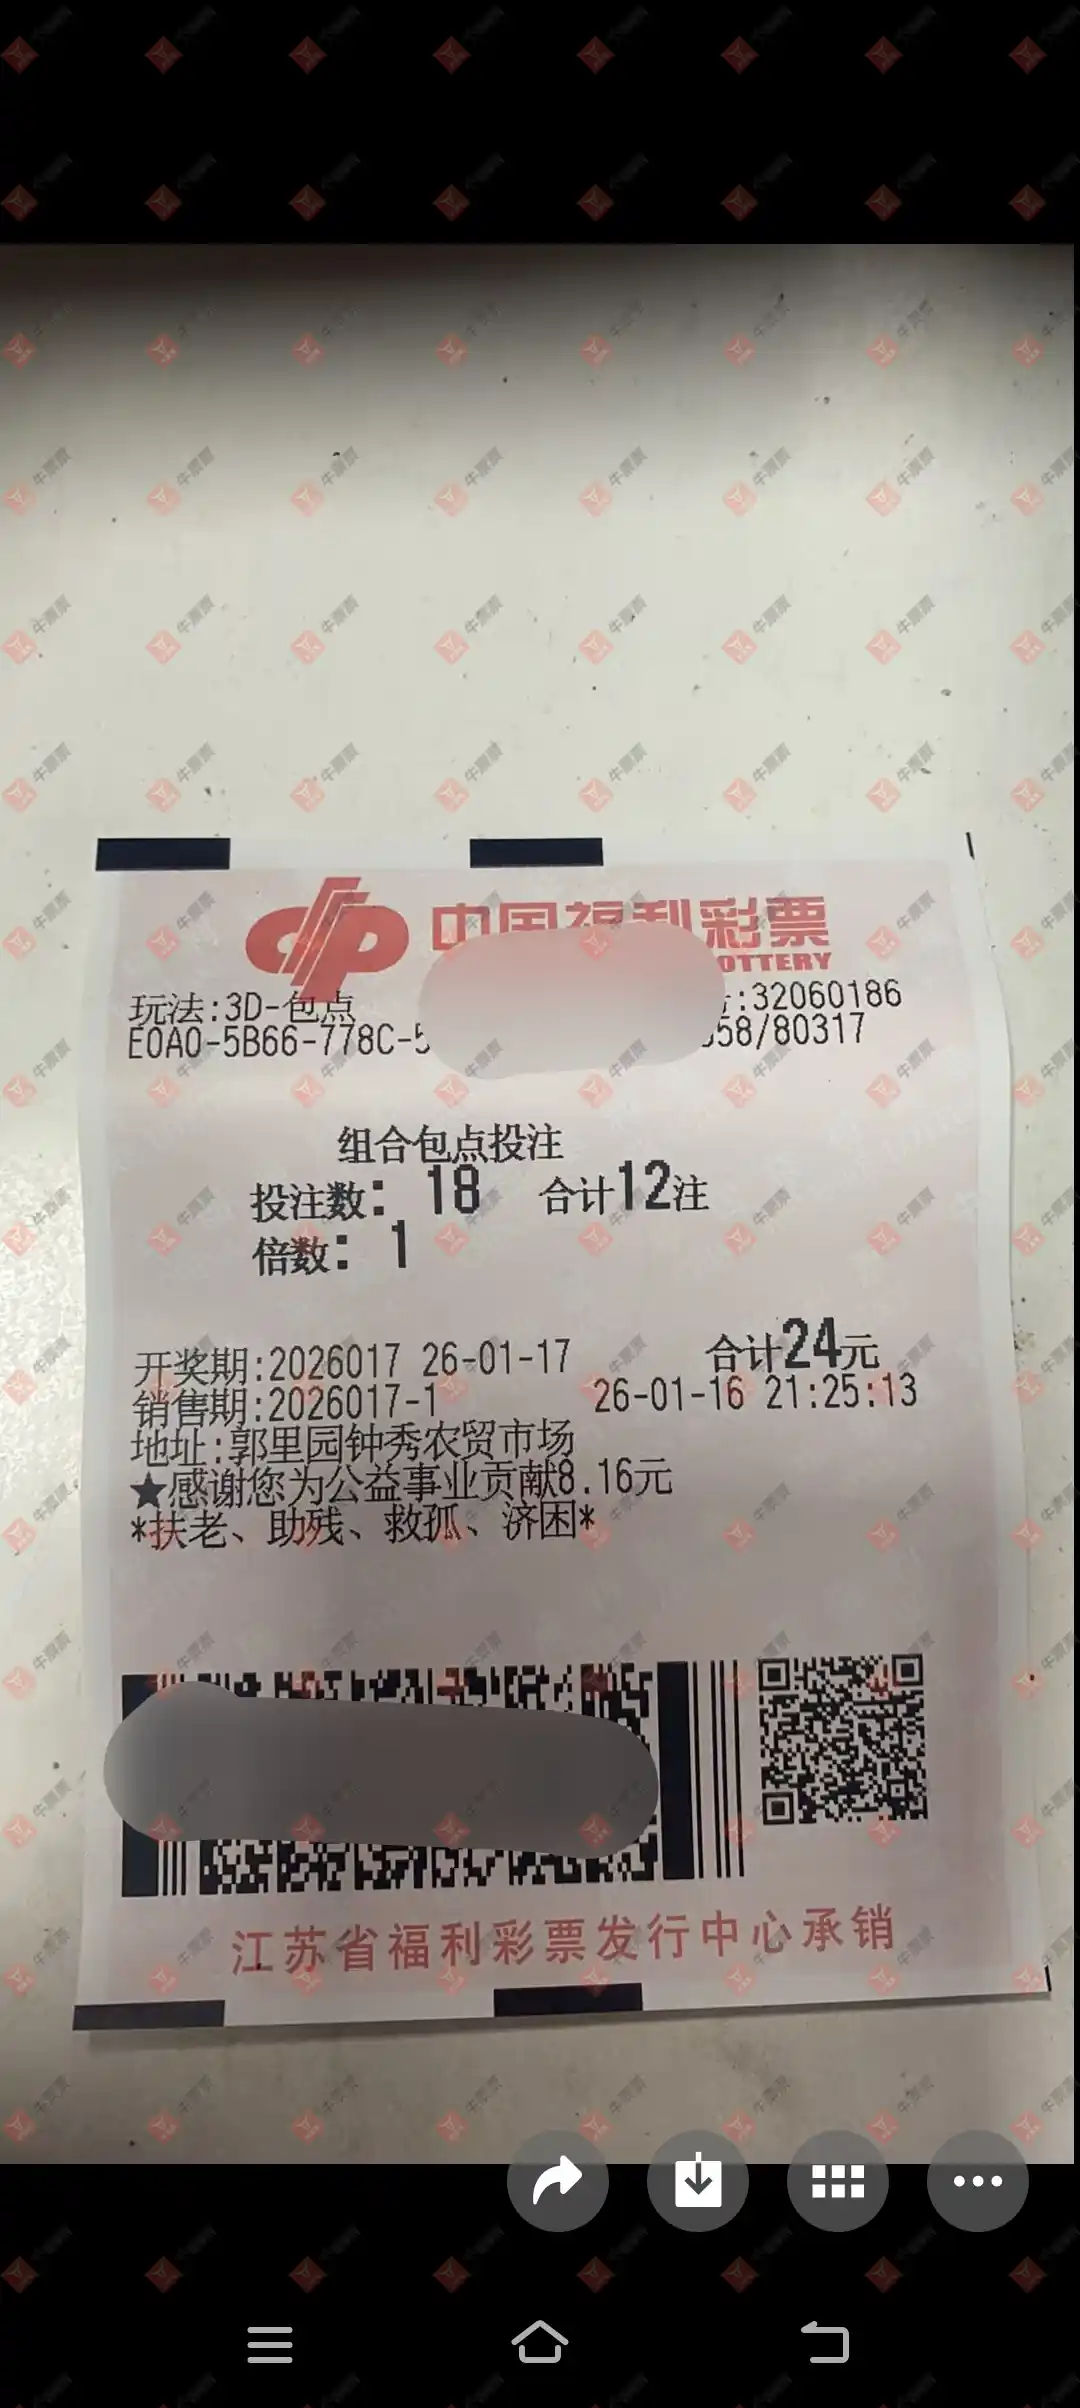 中国福利彩票
OTTERY
玩法:3D-包点
:32060186
E0A0-5B66-778C-5
58/80317
组合包点投注
投注数: 18 合计12注
倍数: 1
合计24元
开奖期:2026017 26-01-17
销售期:2026017-1 26-01-16 21:25:13
地址:郭里园钟秀农贸市场
★感谢您为公益事业贡献8.16元
*扶老、助残、救孤、济困*
江苏省福利彩票发行中心承销
牛票票